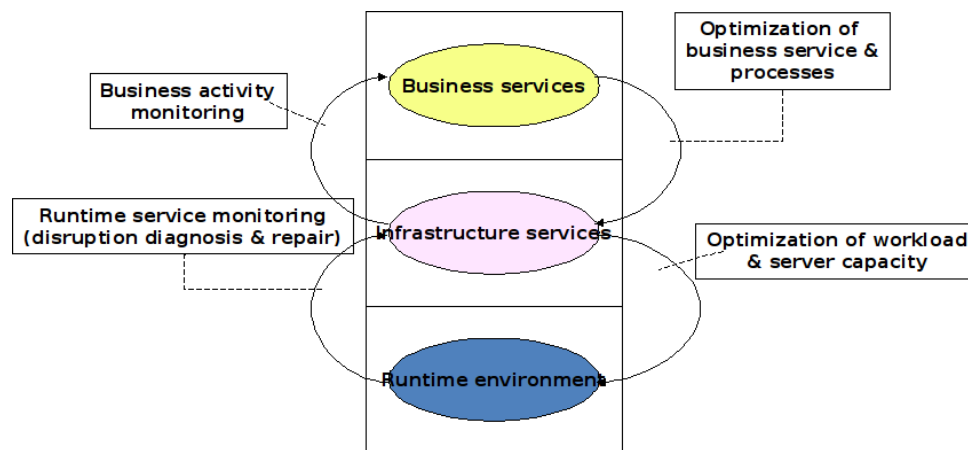 Optimization of
business service &
processes
Business services
Business activity
monitoring
Runtime service monitoring
(disruption diagnosis & repair)
Infrastructure services
Optimization of workload
& server capacity
Runtime environment